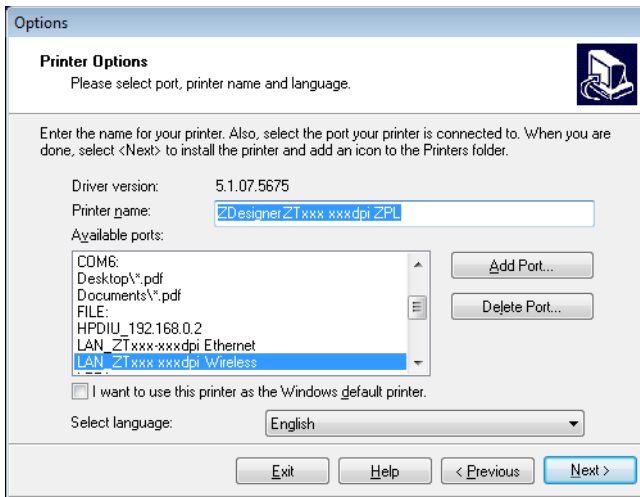 Options
Printer Options
Please select port, printer name and language.
Enter the name for your printer. Also, select the port your printer is connected to. When you are
done, select <Next> to install the printer and add an icon to the Printers folder.
Driver version: 5.1.07.5675
Printer name: ZDesignerZTxxx xxxdpi ZPL
Available ports:
COM6:
Desktop\*.pdf
Documents\*.pdf
FILE:
HPDIU_192.168.0.2
LAN_ZTxxx-xxxdpi Ethernet
LAN_ZTxxx xxxdpi Wireless
Add Port...
Delete Port...
I want to use this printer as the Windows default printer.
Select language: English
Exit Help < Previous Next >